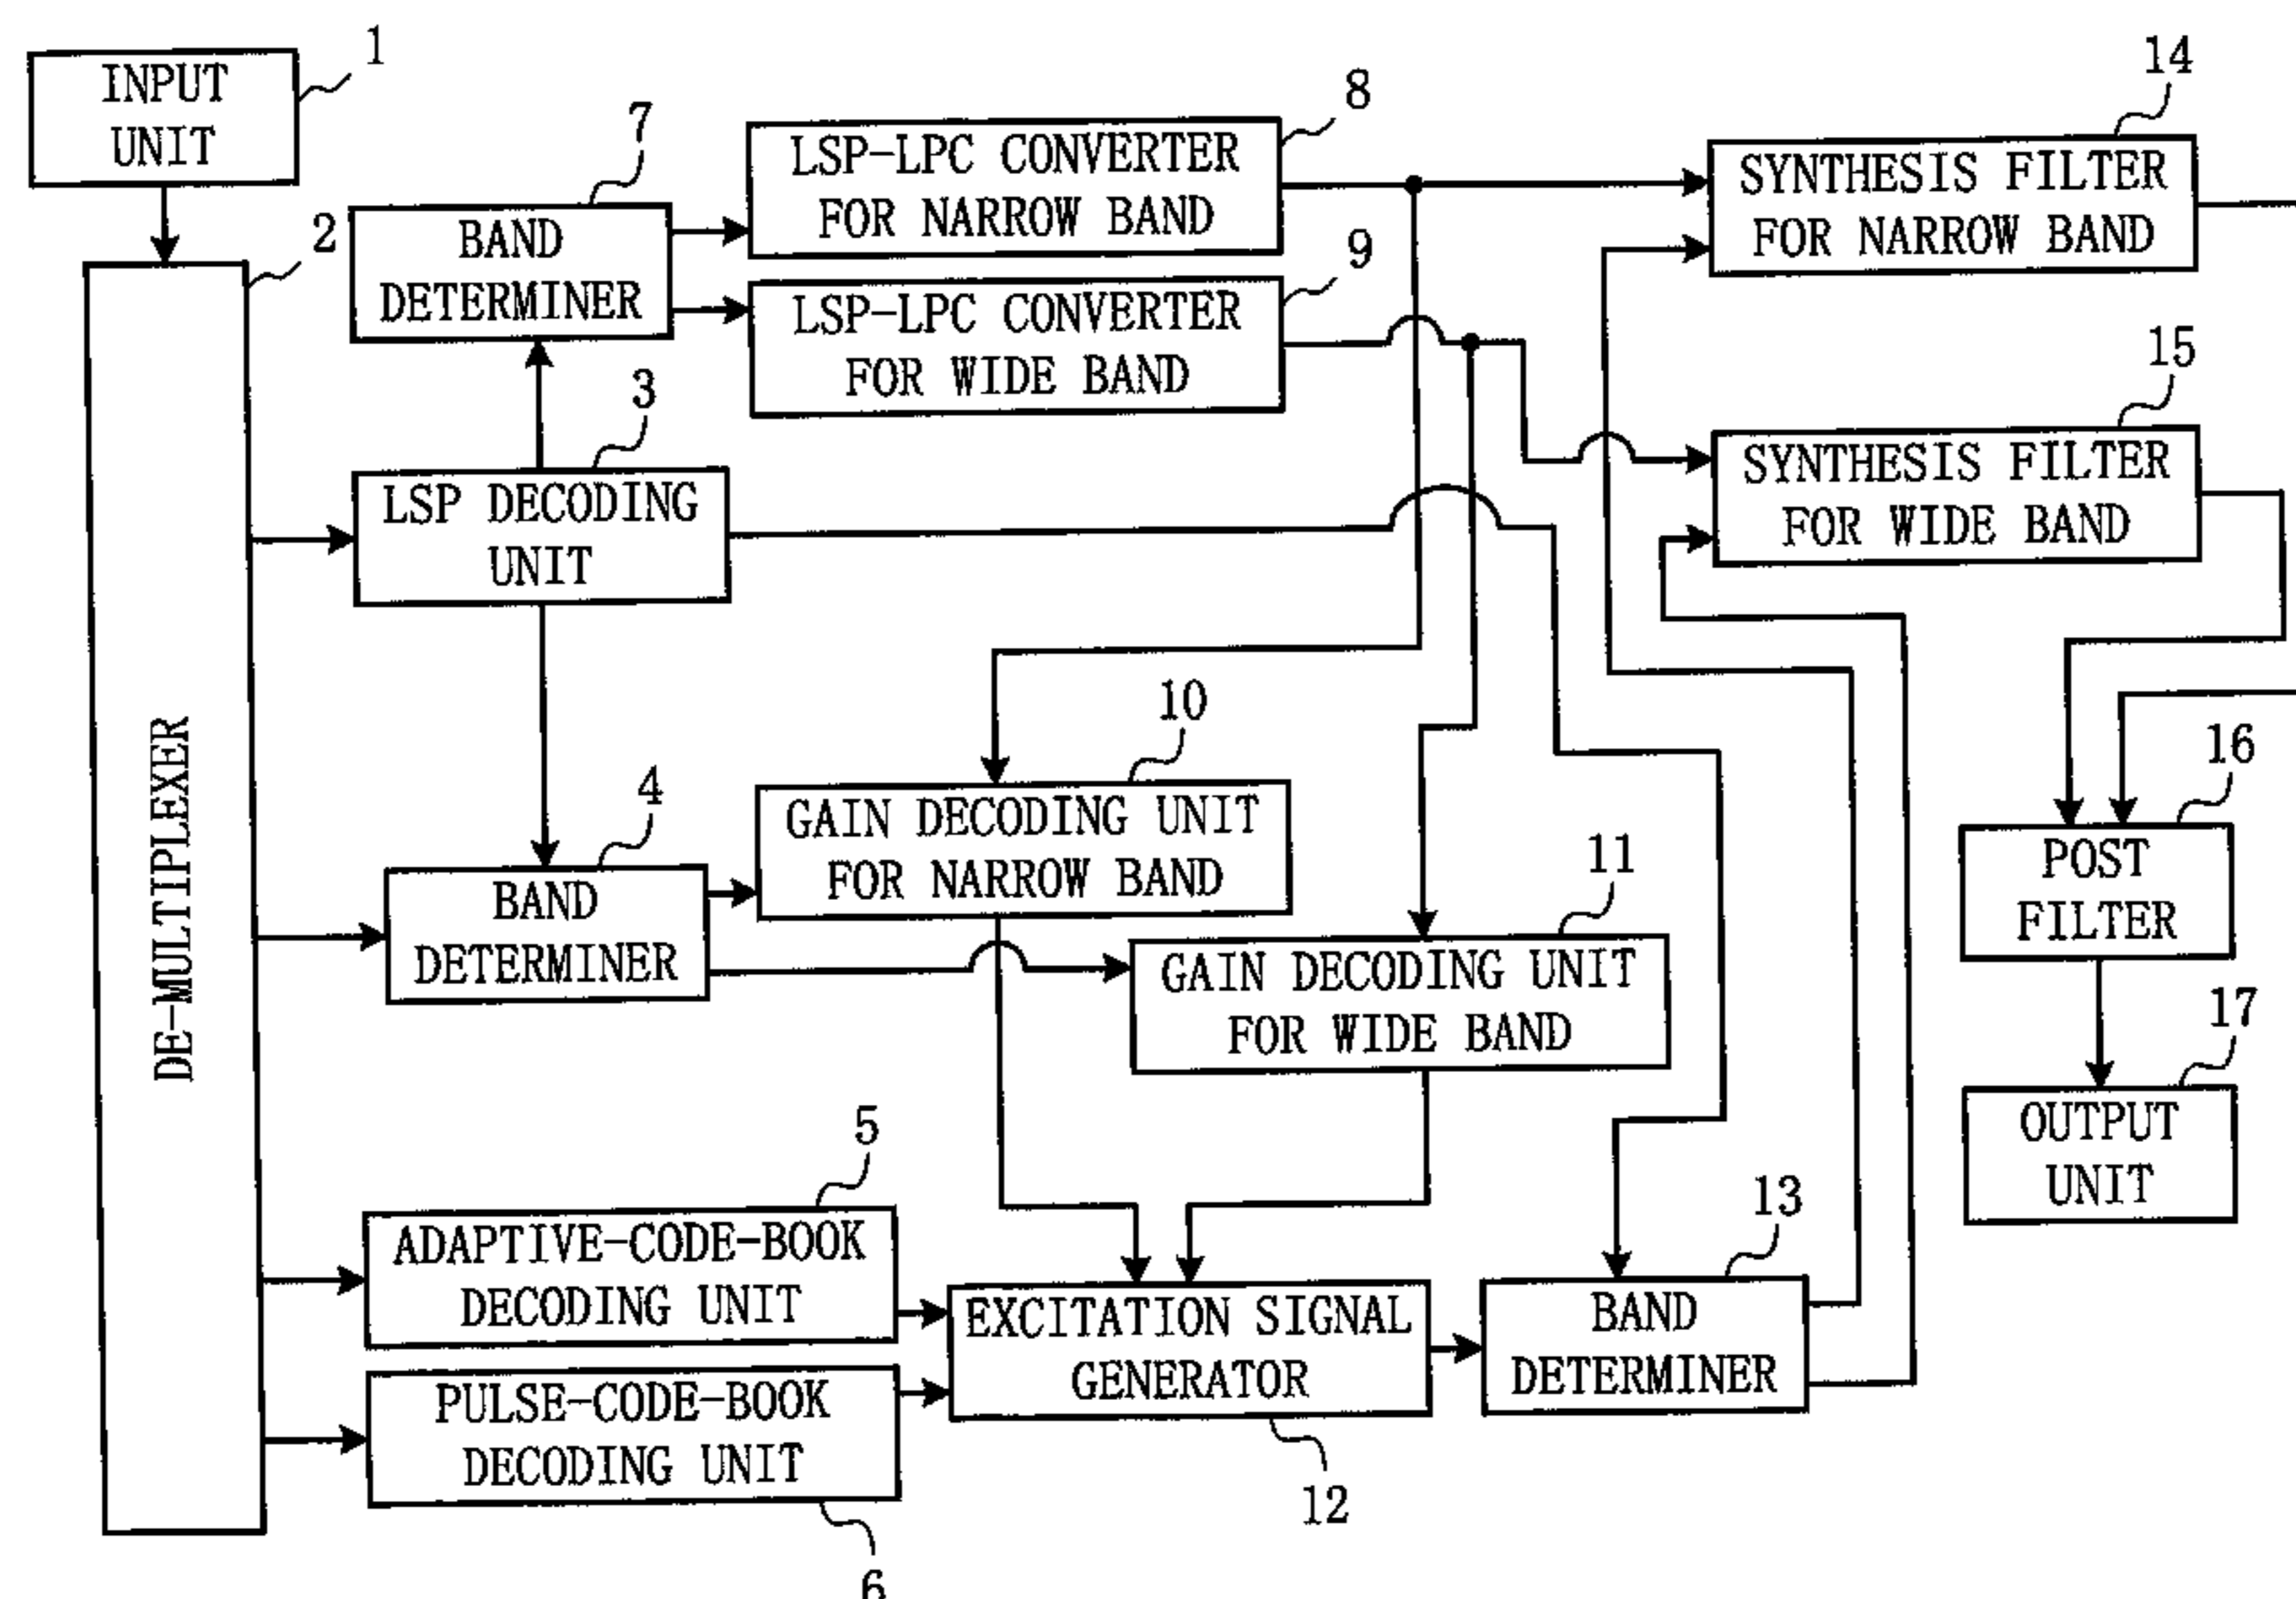 INPUT
UNIT
1
2
DE-MULTIPLEXER
BAND
DETERMINER
7
LSP-LPC CONVERTER
FOR NARROW BAND
8
LSP-LPC CONVERTER
FOR WIDE BAND
9
SYNTHESIS FILTER
FOR NARROW BAND
14
SYNTHESIS FILTER
FOR WIDE BAND
15
LSP DECODING
UNIT
3
BAND
DETERMINER
4
GAIN DECODING UNIT
FOR NARROW BAND
10
GAIN DECODING UNIT
FOR WIDE BAND
11
POST
FILTER
16
OUTPUT
UNIT
17
ADAPTIVE-CODE-BOOK
DECODING UNIT
5
PULSE-CODE-BOOK
DECODING UNIT
6
EXCITATION SIGNAL
GENERATOR
12
BAND
DETERMINER
13